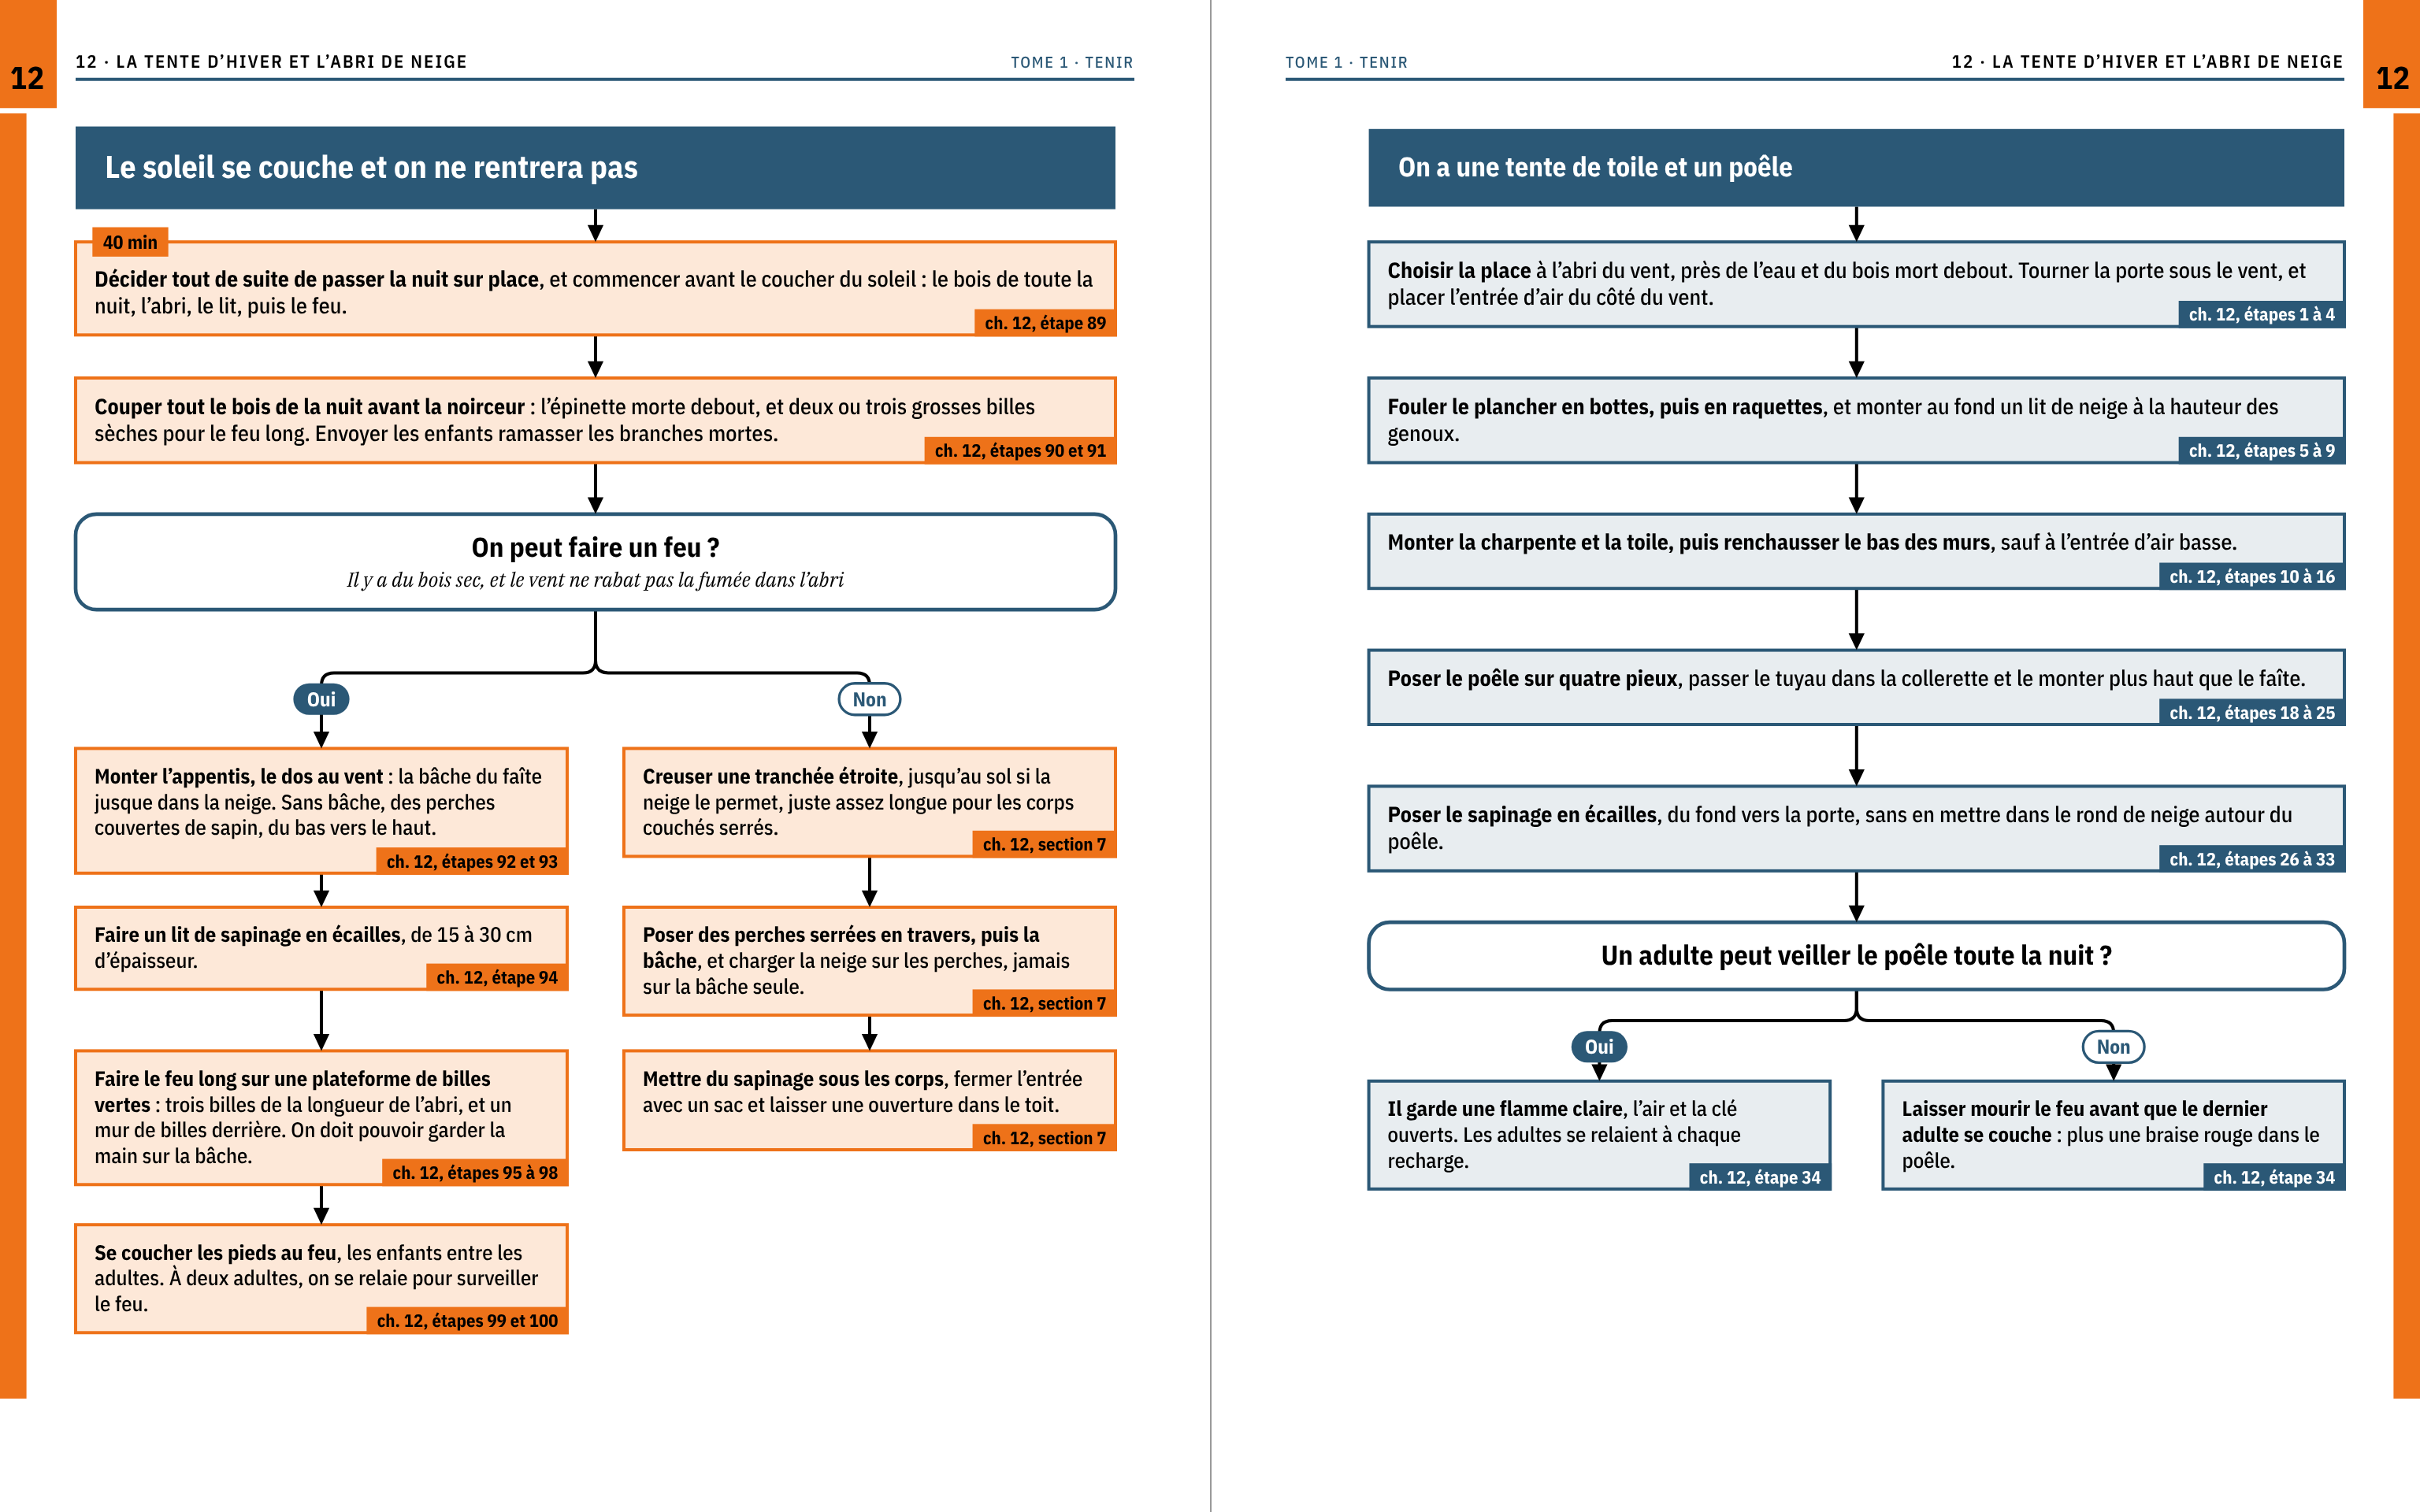 12
12 · LA TENTE D’HIVER ET L’ABRI DE NEIGE
TOME 1 · TENIR
Le soleil se couche et on ne rentrera pas
40 min
Décider tout de suite de passer la nuit sur place, et commencer avant le coucher du soleil : le bois de toute la
nuit, l’abri, le lit, puis le feu.
ch. 12, étape 89
Couper tout le bois de la nuit avant la noirceur : l’épinette morte debout, et deux ou trois grosses billes
sèches pour le feu long. Envoyer les enfants ramasser les branches mortes.
ch. 12, étapes 90 et 91
On peut faire un feu ?
Il y a du bois sec, et le vent ne rabat pas la fumée dans l’abri
Oui
Monter l’appentis, le dos au vent : la bâche du faîte
jusque dans la neige. Sans bâche, des perches
couvertes de sapin, du bas vers le haut.
ch. 12, étapes 92 et 93
Faire un lit de sapinage en écailles, de 15 à 30 cm
d’épaisseur.
ch. 12, étape 94
Faire le feu long sur une plateforme de billes
vertes : trois billes de la longueur de l’abri, et un
mur de billes derrière. On doit pouvoir garder la
main sur la bâche.
ch. 12, étapes 95 à 98
Se coucher les pieds au feu, les enfants entre les
adultes. À deux adultes, on se relaie pour surveiller
le feu.
ch. 12, étapes 99 et 100
Non
Creuser une tranchée étroite, jusqu’au sol si la
neige le permet, juste assez longue pour les corps
couchés serrés.
ch. 12, section 7
Poser des perches serrées en travers, puis la
bâche, et charger la neige sur les perches, jamais
sur la bâche seule.
ch. 12, section 7
Mettre du sapinage sous les corps, fermer l’entrée
avec un sac et laisser une ouverture dans le toit.
ch. 12, section 7
TOME 1 · TENIR
12 · LA TENTE D’HIVER ET L’ABRI DE NEIGE
12
On a une tente de toile et un poêle
Choisir la place à l’abri du vent, près de l’eau et du bois mort debout. Tourner la porte sous le vent, et
placer l’entrée d’air du côté du vent.
ch. 12, étapes 1 à 4
Fouler le plancher en bottes, puis en raquettes, et monter au fond un lit de neige à la hauteur des
genoux.
ch. 12, étapes 5 à 9
Monter la charpente et la toile, puis renchausser le bas des murs, sauf à l’entrée d’air basse.
ch. 12, étapes 10 à 16
Poser le poêle sur quatre pieux, passer le tuyau dans la collerette et le monter plus haut que le faîte.
ch. 12, étapes 18 à 25
Poser le sapinage en écailles, du fond vers la porte, sans en mettre dans le rond de neige autour du
poêle.
ch. 12, étapes 26 à 33
Un adulte peut veiller le poêle toute la nuit ?
Oui
Il garde une flamme claire, l’air et la clé
ouverts. Les adultes se relaient à chaque
recharge.
ch. 12, étape 34
Non
Laisser mourir le feu avant que le dernier
adulte se couche : plus une braise rouge dans le
poêle.
ch. 12, étape 34